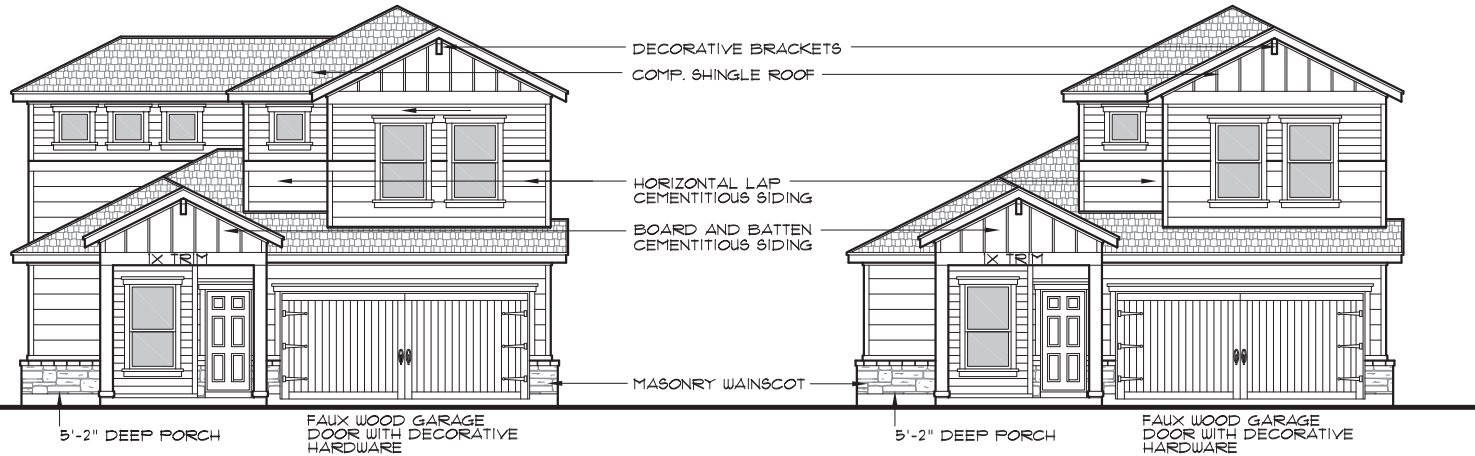 DECORATIVE BRACKETS
COMP. SHINGLE ROOF
HORIZONTAL LAP
CEMENTITIOUS SIDING
BOARD AND BATTEN
CEMENTITIOUS SIDING
1X TRIM
1X TRIM
MASONRY WAINSCOT
5'-2" DEEP PORCH
FAUX WOOD GARAGE
DOOR WITH DECORATIVE
HARDWARE
5'-2" DEEP PORCH
FAUX WOOD GARAGE
DOOR WITH DECORATIVE
HARDWARE